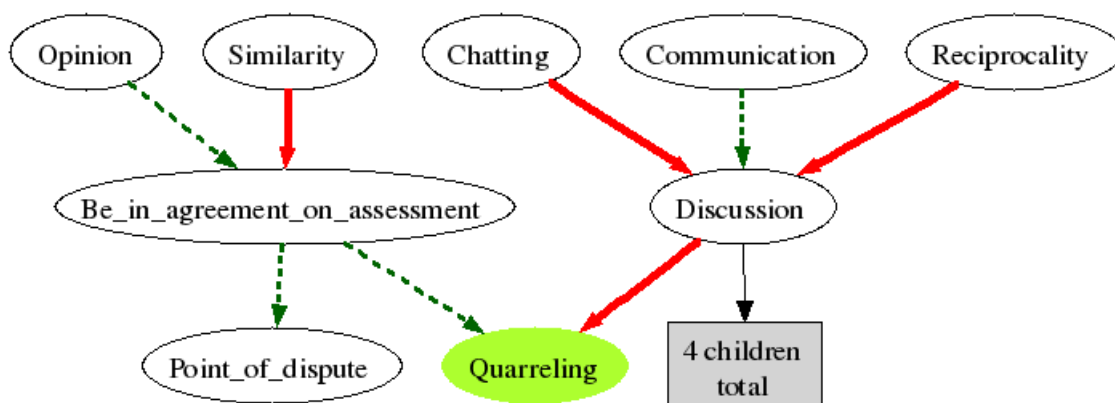 Opinion
Similarity
Chatting
Communication
Reciprocality
Be_in_agreement_on_assessment
Discussion
Point_of_dispute
Quarreling
4 children
total